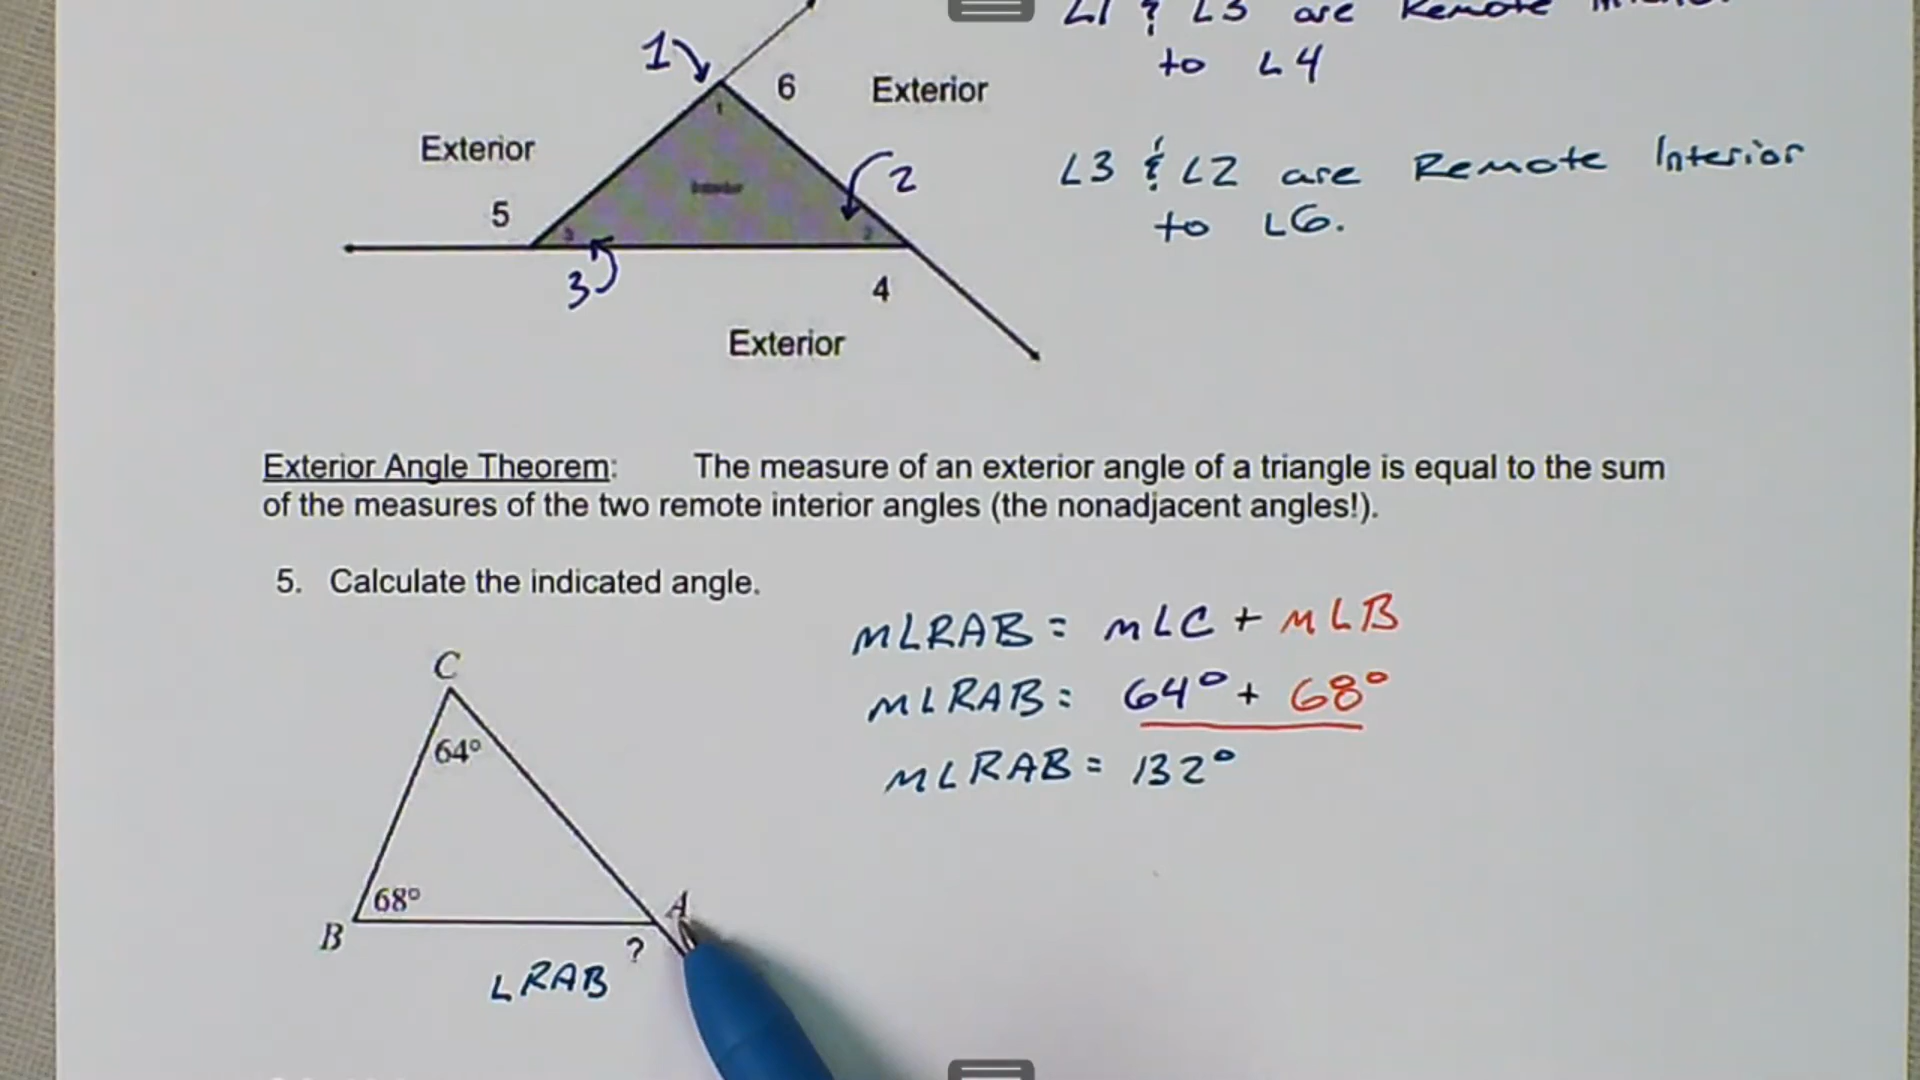 ∠1 & ∠3 are Remote
to ∠4
1
6
Exterior
Exterior
1
2
∠3 & ∠2 are Remote Interior
5
to ∠6.
3
2
3
4
Exterior
Exterior Angle Theorem: The measure of an exterior angle of a triangle is equal to the sum
of the measures of the two remote interior angles (the nonadjacent angles!).
5. Calculate the indicated angle.
m∠RAB = m∠C + m∠B
m∠RAB = 64° + 68°
m∠RAB = 132°
C
64°
68°
A
B
?
∠RAB